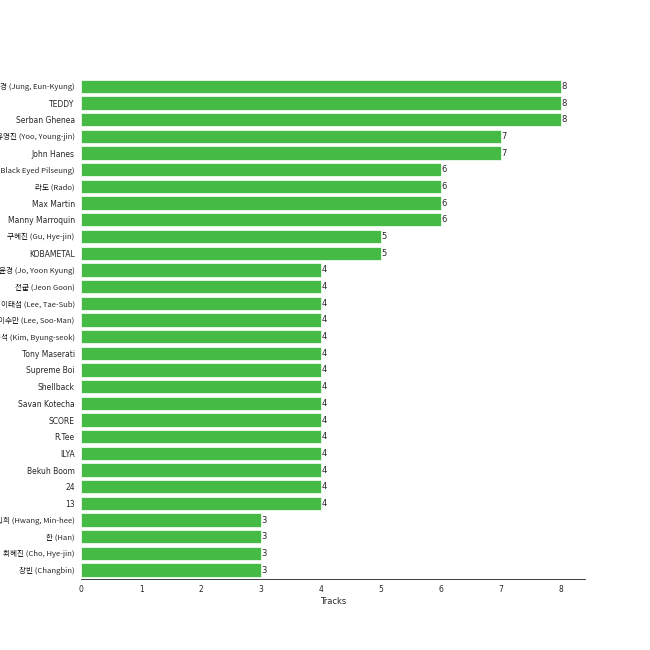 경 (Jung, Eun-Kyung) 8
TEDDY 8
Serban Ghenea 8
유영진 (Yoo, Young-jin) 7
John Hanes 7
Black Eyed Pilseung) 6
라도 (Rado) 6
Max Martin 6
Manny Marroquin 6
구혜진 (Gu, Hye-jin) 5
KOBAMETAL 5
윤경 (Jo, Yoon Kyung) 4
전군 (Jeon Goon) 4
이태섭 (Lee, Tae-Sub) 4
이수만 (Lee, Soo-Man) 4
석 (Kim, Byung-seok) 4
Tony Maserati 4
Supreme Boi 4
Shellback 4
Savan Kotecha 4
SCORE 4
R.Tee 4
ILYA 4
Bekuh Boom 4
24 4
13 4
(Hwang, Min-hee) 3
한 (Han) 3
최혜진 (Cho, Hye-jin) 3
창빈 (Changbin) 3
0 1 2 3 4 5 6 7 8
Tracks